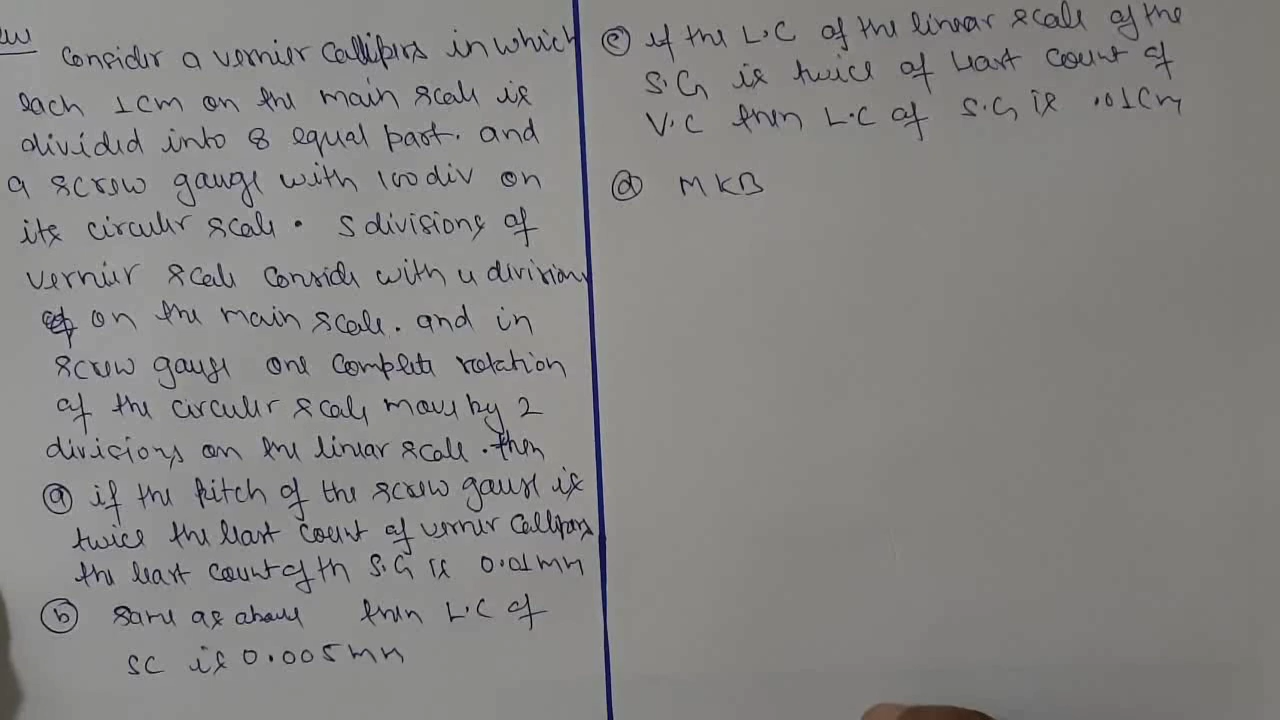 Consider a vernier Callipers in which
each 1cm on the main scale is
divided into 8 equal part. and
a screw gauge with 100 div on
its circular scale. 5 divisions of
vernier scale conside with 4 divisions
on the main scale. and in
screw gauge one complete rotation
of the circular scale move by 2
divisions on the linear scale. then
(a) if the pitch of the screw gauge is
twice the least count of vernier callipers
the least count of th S.G is 0.01mm
(b) same as above then L.C of
SC is 0.005mm
(c) if the L.C of the linear scale of the
S.G is twice of least count of
V.C then L.C of S.G is .01cm
(d) MKB